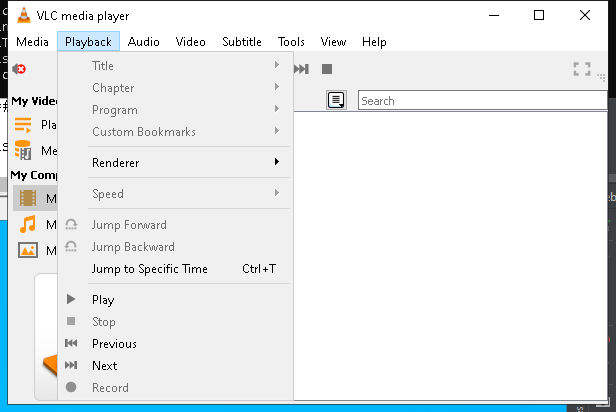 VLC media player
Media Playback Audio Video Subtitle Tools View Help
Title
Chapter
Program
Custom Bookmarks
Renderer
Speed
Jump Forward
Jump Backward
Jump to Specific Time Ctrl+T
Play
Stop
Previous
Next
Record
Search
My Vide
Pla
Me
My Comp
M
M
M